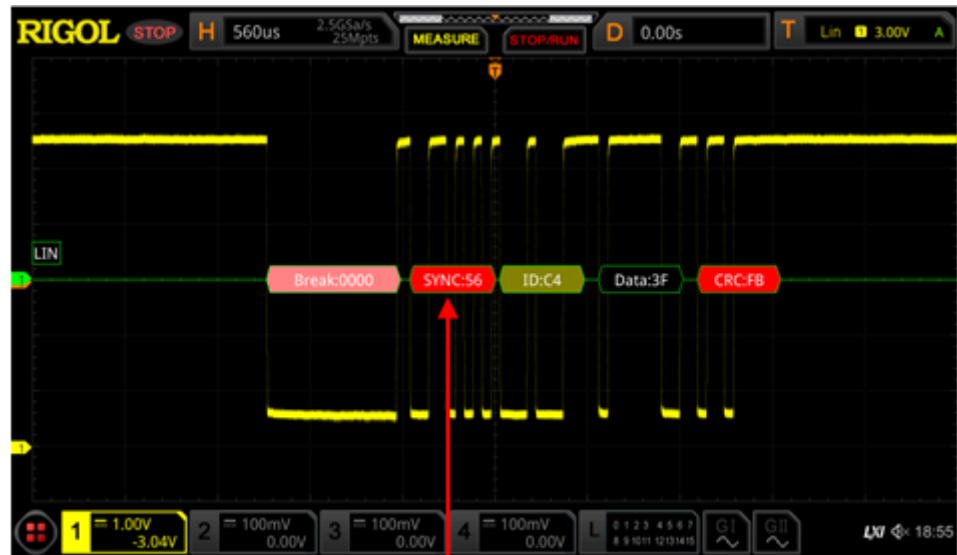 RIGOL STOP H 560us 2.5GSa/s 25Mpts MEASURE STOP/RUN D 0.00s T Lin 1 3.00V A
T
LIN
1 Break:0000 SYNC:56 ID:C4 Data:3F CRC:FB
1
1 1.00V -3.04V 2 100mV 0.00V 3 100mV 0.00V 4 100mV 0.00V L 0 1 2 3 4 5 6 7 8 9 10 11 12 13 14 15 GI GII LXI 18:55